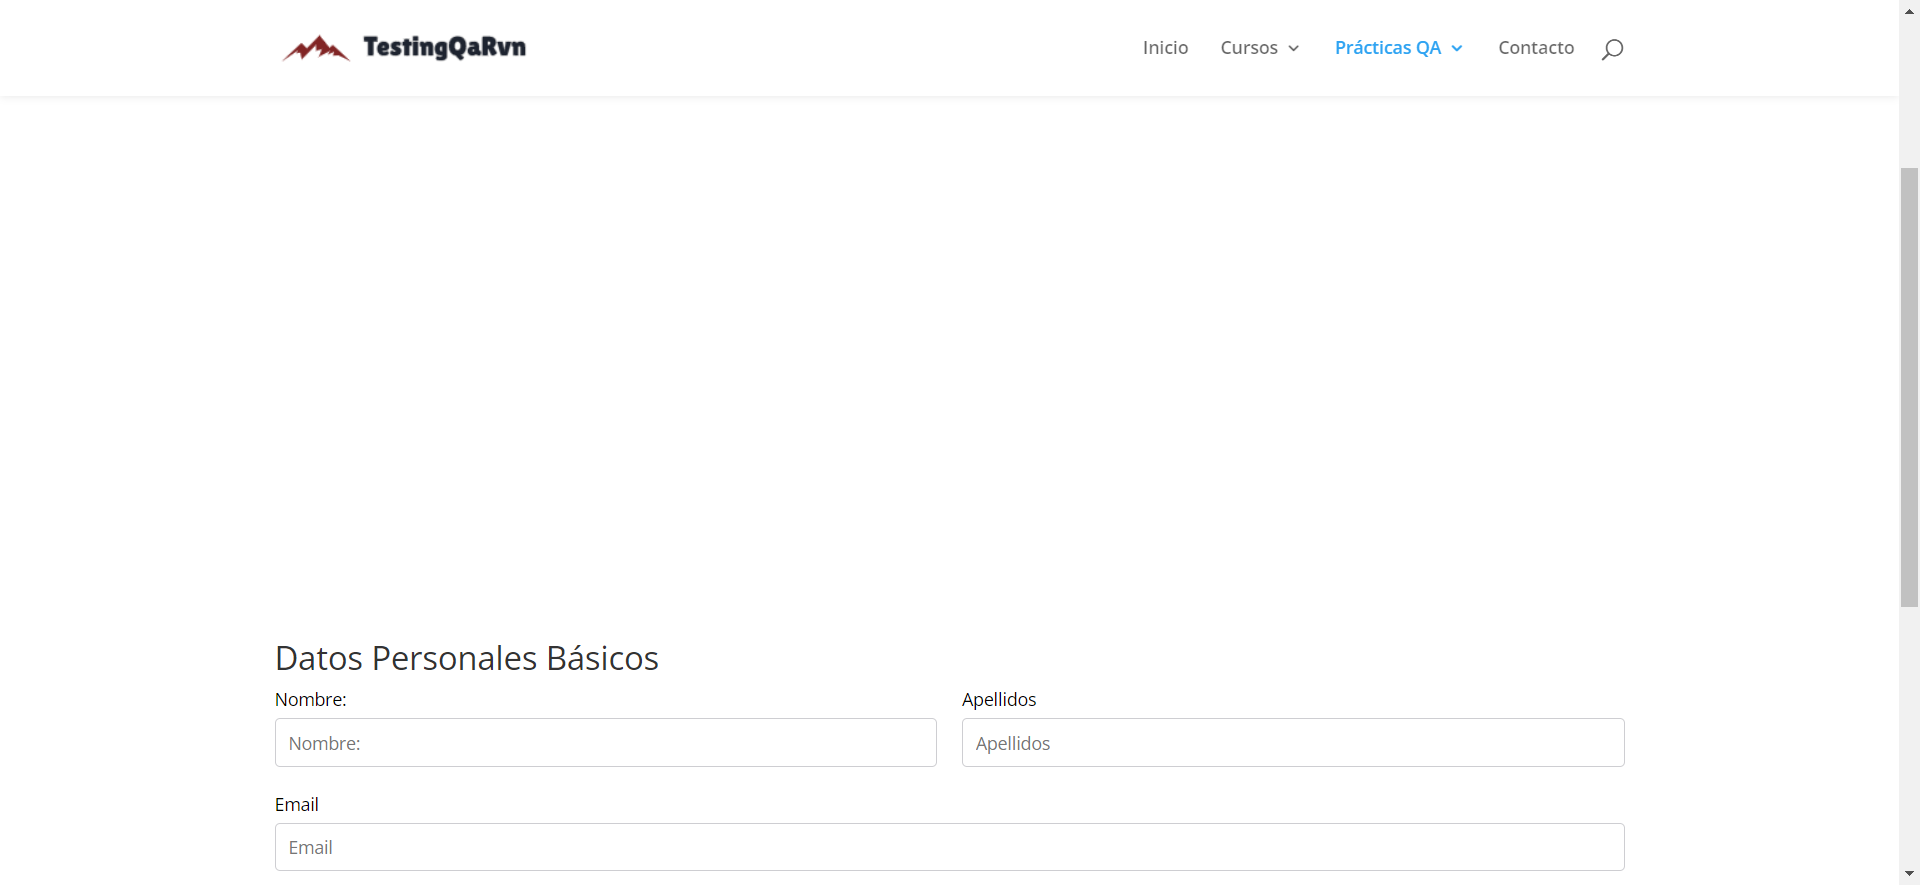 TestingQaRvn
Inicio Cursos Prácticas QA Contacto
Datos Personales Básicos
Nombre: Apellidos
Nombre: Apellidos
Email
Email